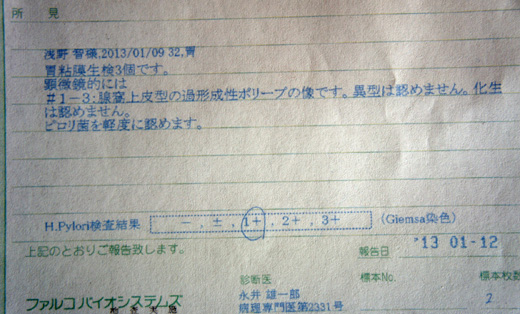 所 見
浅野 智礒,2013/01/09 32,胃
胃粘膜生検3個です。
顕微鏡的には
#1-3:腺窩上皮型の過形成性ポリープの像です。異型は認めません。化生
は認めません。
ピロリ菌を軽度に認めます。
H.Pylori検査結果 - , ± , 1+ , 2+ , 3+ (Giemsa染色)
上記のとおりご報告致します。
報告日 '13 01-12
診断医 標本No. 標本枚数
ファルコバイオシステムズ 永井 雄一郎 2
病理専門医第2331号